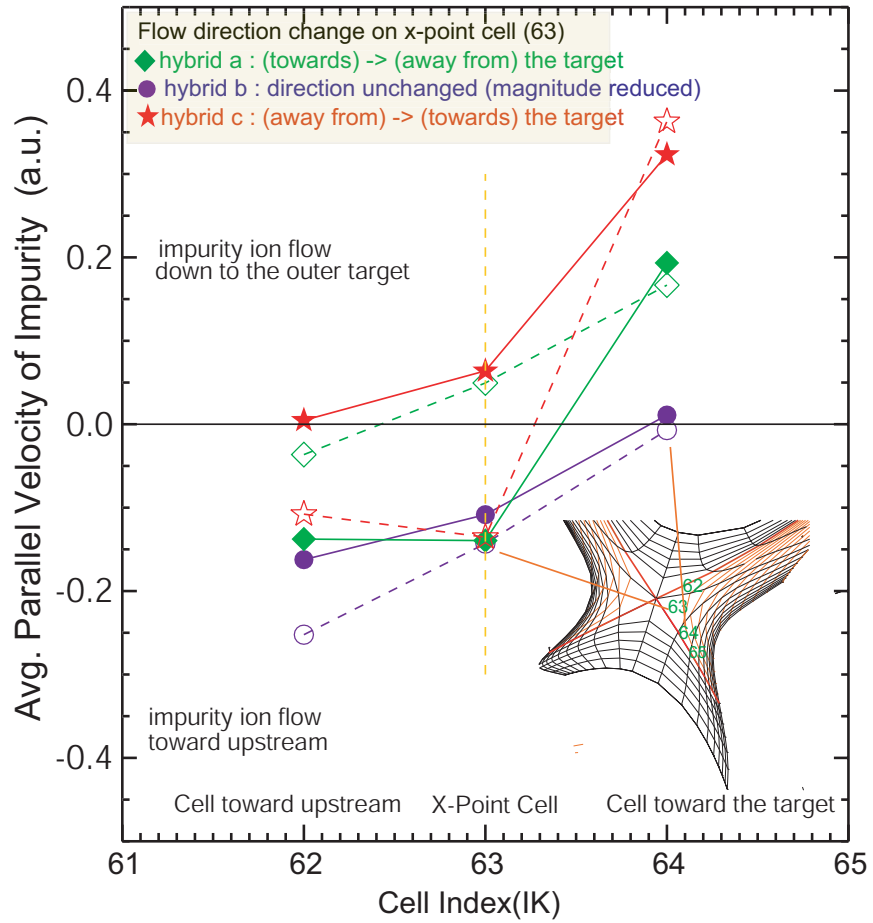 Flow direction change on x-point cell (63)
hybrid a : (towards) -> (away from) the target
hybrid b : direction unchanged (magnitude reduced)
hybrid c : (away from) -> (towards) the target
0.4
impurity ion flow
down to the outer target
0.2
Avg. Parallel Velocity of Impurity (a.u.)
0.0
-0.2
62
63
64
65
impurity ion flow
toward upstream
-0.4
Cell toward upstream
X-Point Cell
Cell toward the target
61
62
63
64
65
Cell Index(IK)